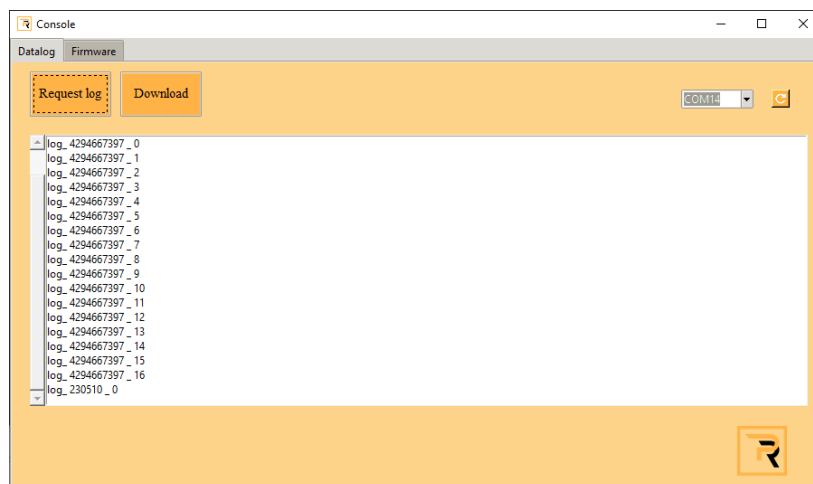 Console
Datalog Firmware
Request log Download COM14
log_ 4294667397 _ 0
log_ 4294667397 _ 1
log_ 4294667397 _ 2
log_ 4294667397 _ 3
log_ 4294667397 _ 4
log_ 4294667397 _ 5
log_ 4294667397 _ 6
log_ 4294667397 _ 7
log_ 4294667397 _ 8
log_ 4294667397 _ 9
log_ 4294667397 _ 10
log_ 4294667397 _ 11
log_ 4294667397 _ 12
log_ 4294667397 _ 13
log_ 4294667397 _ 14
log_ 4294667397 _ 15
log_ 4294667397 _ 16
log_ 230510 _ 0